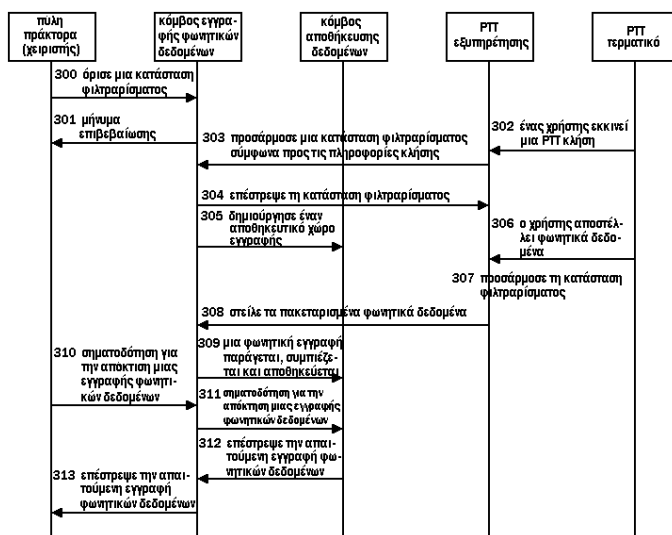 πύλη
πράκτορα
(χειριστής)
κόμβος εγγρα-
φής φωνητικών
δεδομένων
κόμβος
αποθήκευσης
δεδομένων
PTT
εξυπηρέτησης
PTT
τερματικό
300 όρισε μια κατάσταση
φιλτραρίσματος
301 μήνυμα
επιβεβαίωσης
302 ένας χρήστης εκκινεί
μια PTT κλήση
303 προσάρμοσε μια κατάσταση φιλτραρίσματος
σύμφωνα προς τις πληροφορίες κλήσης
304 επέστρεψε τη κατάσταση φιλτραρίσματος
305 δημιούργησε έναν
αποθηκευτικό χώρο
εγγραφής
306 ο χρήστης αποστέλ-
λει φωνητικά δεδο-
μένα
307 προσάρμοσε τη κατάσταση
φιλτραρίσματος
308 στείλε τα πακεταρισμένα φωνητικά δεδομένα
309 μια φωνητική εγγραφή
παράγεται, συμπιέζε-
ται και αποθηκεύεται
310 σηματοδότηση για
την απόκτιση μιας
εγγραφής φωνητι-
κών δεδομένων
311 σηματοδότηση για την
απόκτηση μιας εγγραφής
φωνητικών δεδομένων
312 επέστρεψε την απαι-
τούμενη εγγραφή φω-
νητικών δεδομένων
313 επέστρεψε την απαι-
τούμενη εγγραφή
φωνητικών δεδομένων